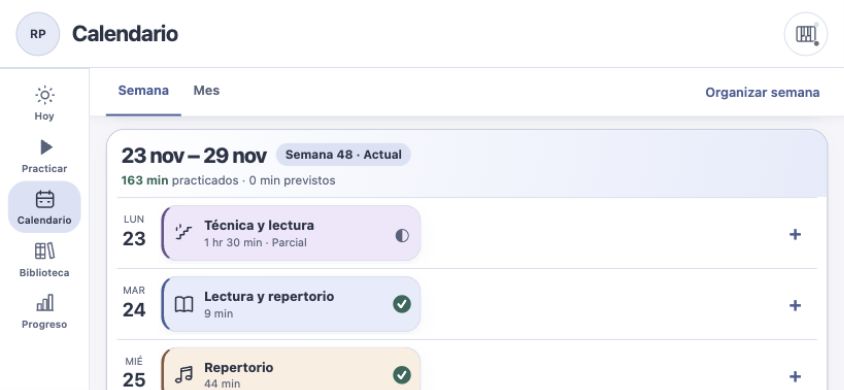 RP
Calendario
Hoy
Practicar
Calendario
Biblioteca
Progreso
Semana
Mes
Organizar semana
23 nov – 29 nov
Semana 48 · Actual
163 min practicados · 0 min previstos
LUN
23
Técnica y lectura
1 hr 30 min · Parcial
+
MAR
24
Lectura y repertorio
9 min
+
MIÉ
25
Repertorio
44 min
+